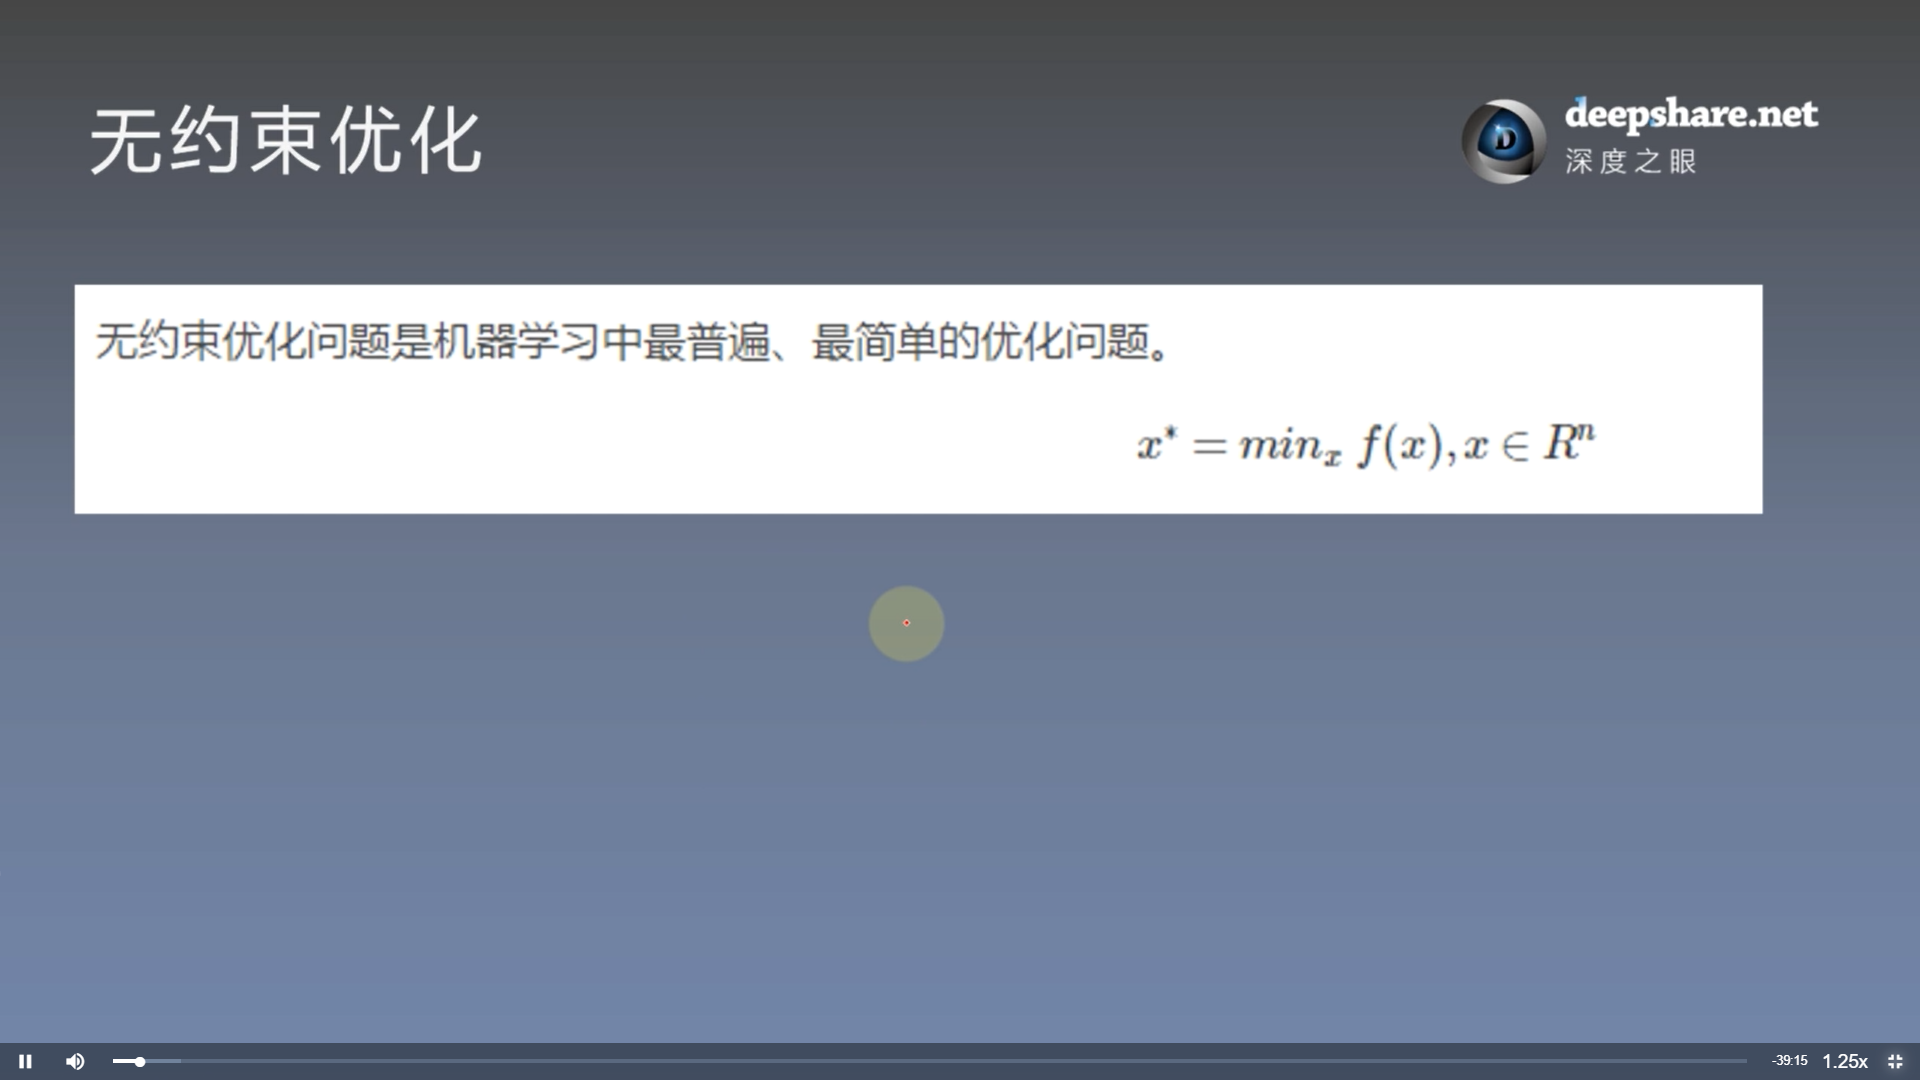 无约束优化
deepshare.net
深度之眼
无约束优化问题是机器学习中最普遍、最简单的优化问题。
x* = min_x f(x), x ∈ R^n
-39:15 1.25x